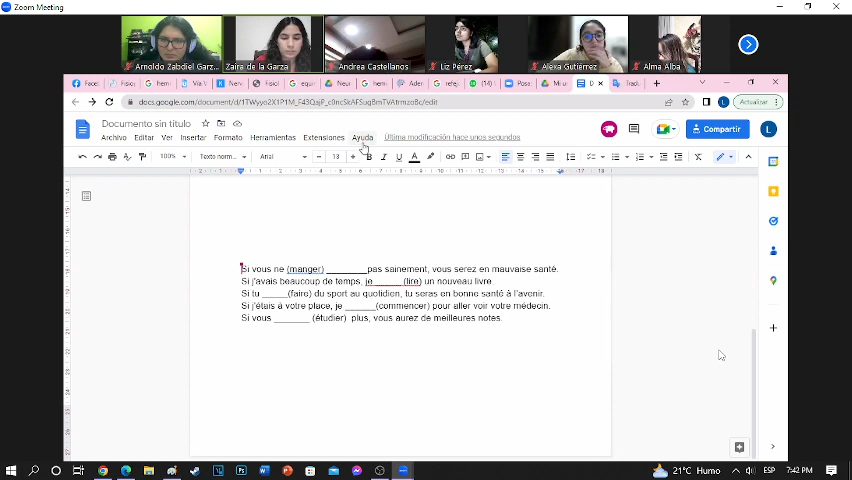 Zoom Meeting
Arnoldo Zabdiel Garz...
Zaira de la Garza
Andrea Castellanos
Liz Pérez
Alexa Gutiérrez
Alma Alba
docs.google.com/document/d/
/edit
Actualizar
Documento sin título
Archivo Editar Ver Insertar Formato Herramientas Extensiones Ayuda Última modificación hace unos segundos
Compartir
L
100% Texto norm... Arial 13
Si vous ne (manger) ________pas sainement, vous serez en mauvaise santé.
Si j'avais beaucoup de temps, je ______(lire) un nouveau livre.
Si tu _____(faire) du sport au quotidien, tu seras en bonne santé à l'avenir.
Si j'étais à votre place, je ______(commencer) pour aller voir votre médecin.
Si vous _______ (étudier) plus, vous aurez de meilleures notes.
21°C Humo ESP 7:42 PM